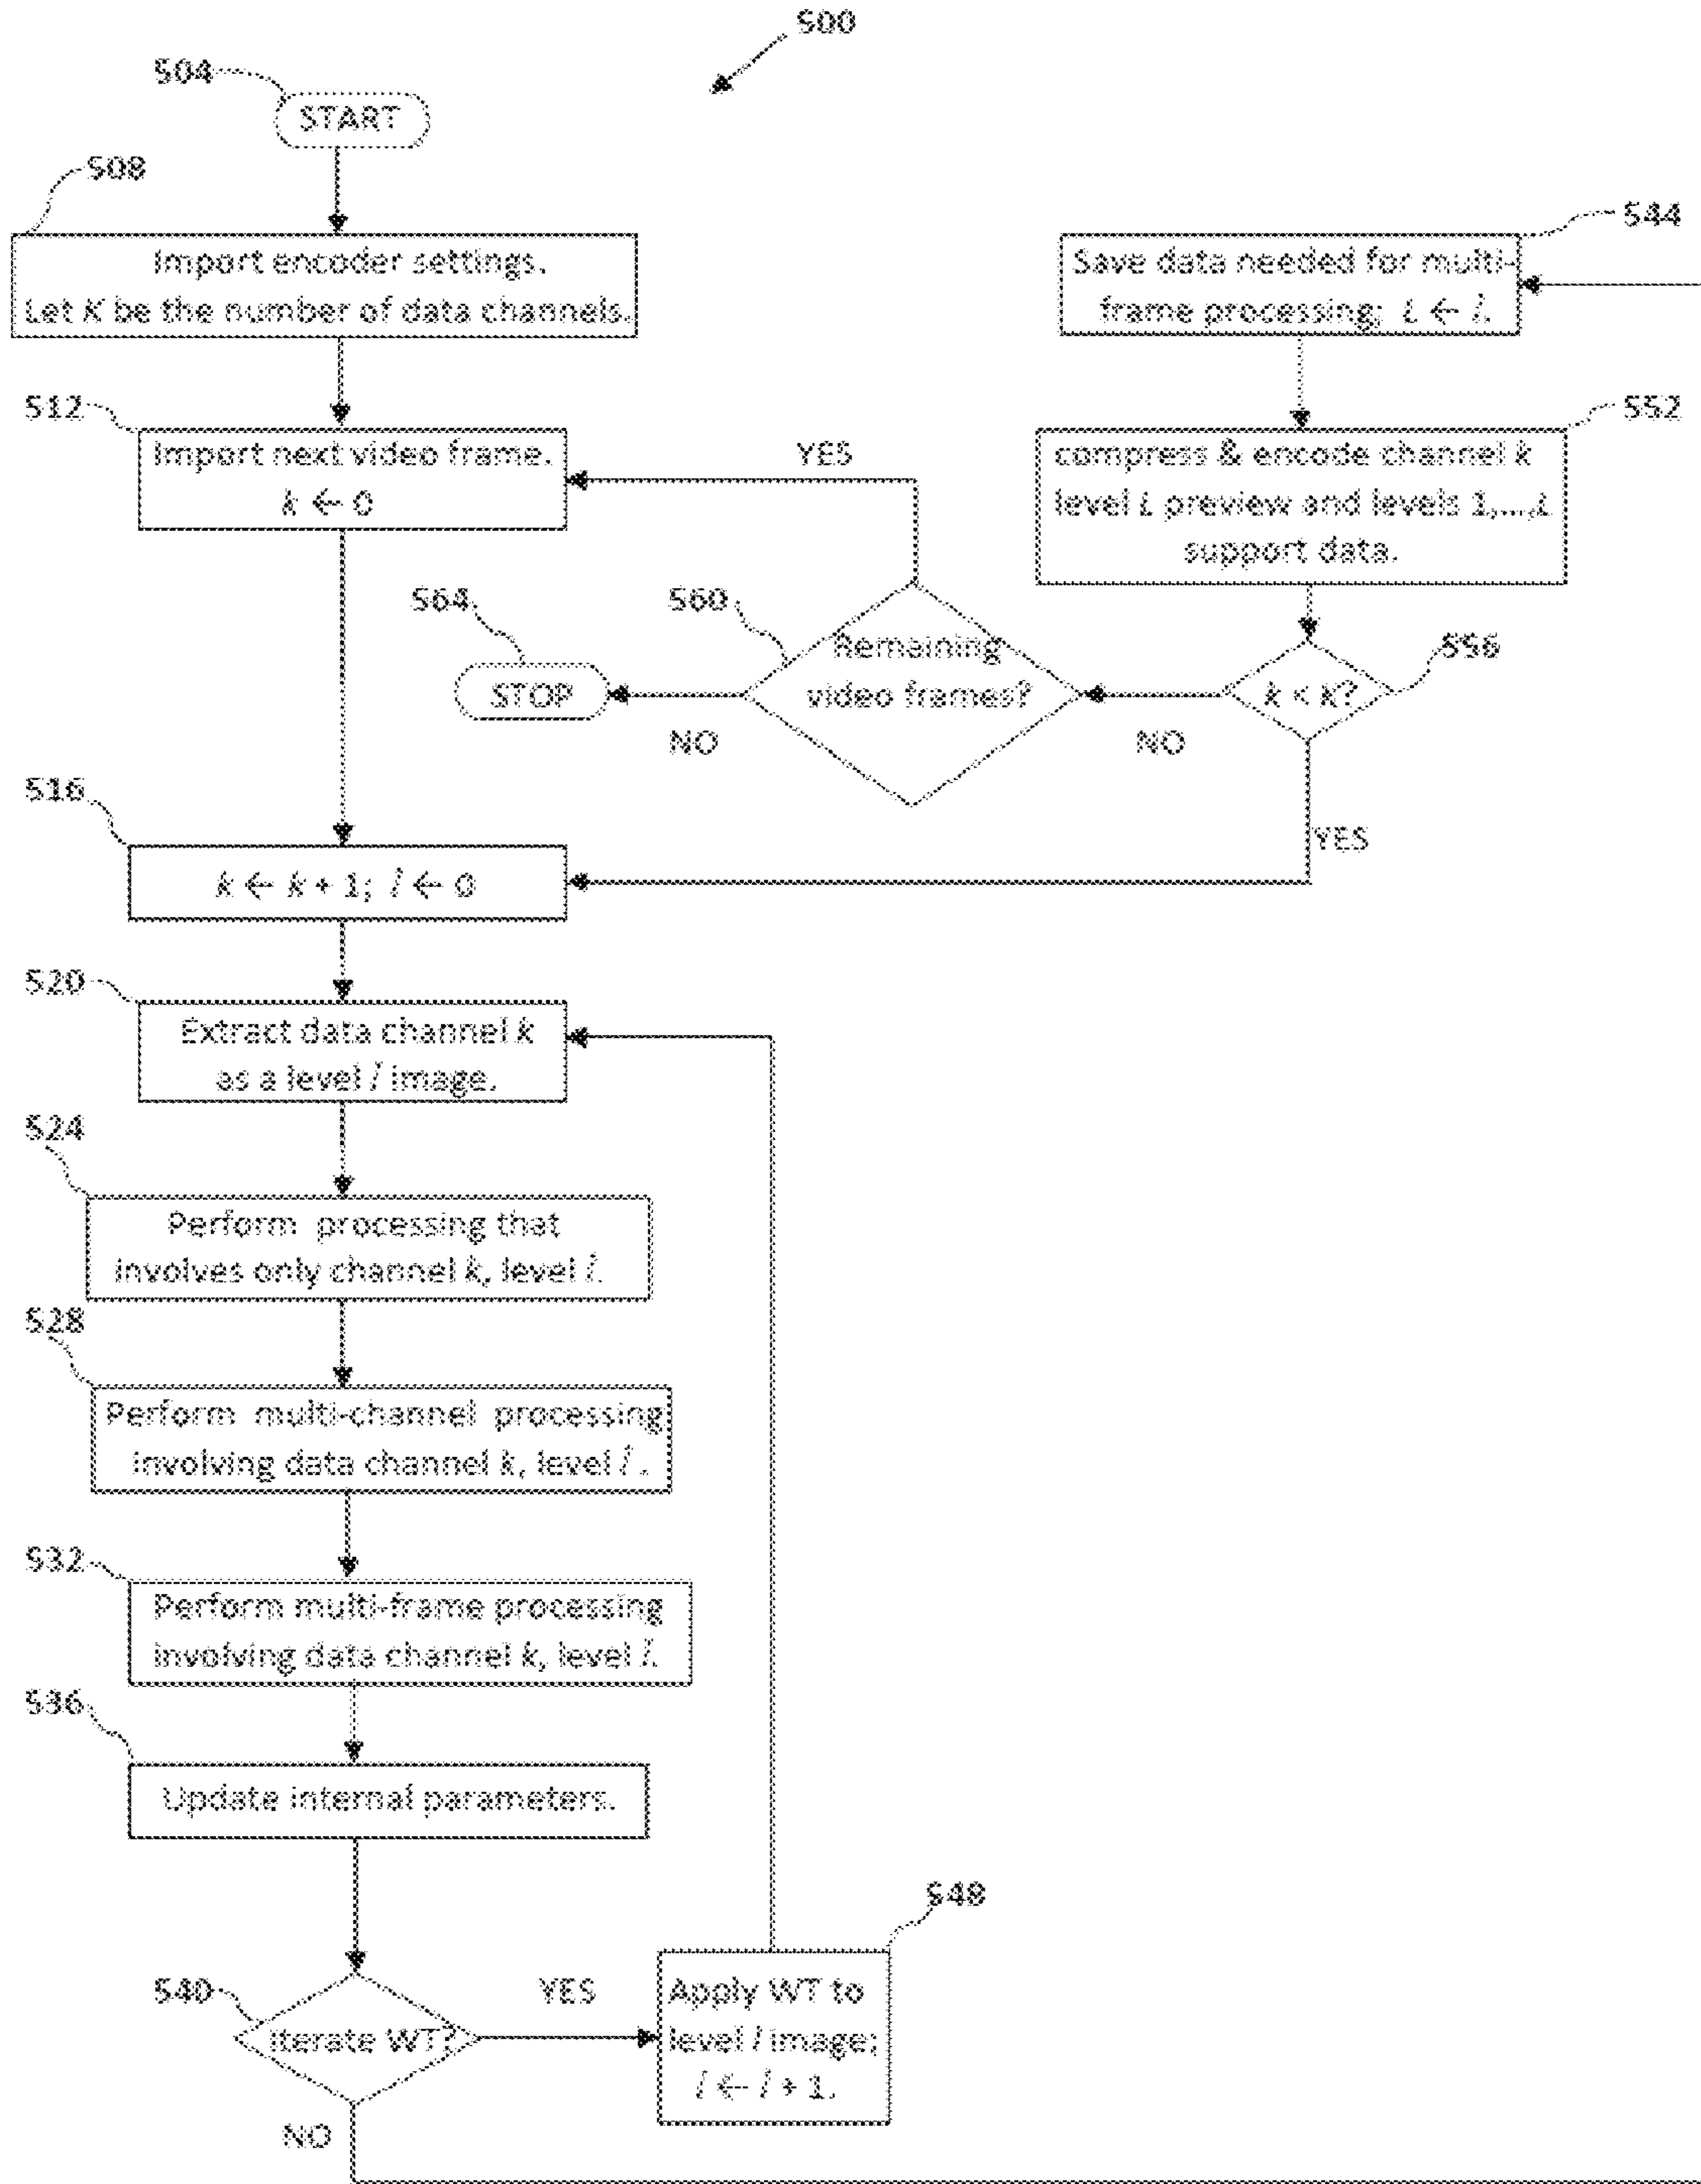 500
504
START
508
Import encoder settings.
Let K be the number of data channels.
512
Import next video frame.
k ← 0
516
k ← k + 1; l ← 0
520
Extract data channel k
as a level l image.
524
Perform processing that
involves only channel k, level l.
528
Perform multi-channel processing
involving data channel k, level l.
532
Perform multi-frame processing
involving data channel k, level l.
536
Update internal parameters.
540
Iterate WT?
YES
NO
548
Apply WT to
level l image;
l ← l + 1.
544
Save data needed for multi-
frame processing; L ← l.
552
compress & encode channel k
level L preview and levels 1,...,L
support data.
556
k < K?
YES
NO
560
Remaining
video frames?
YES
NO
564
STOP